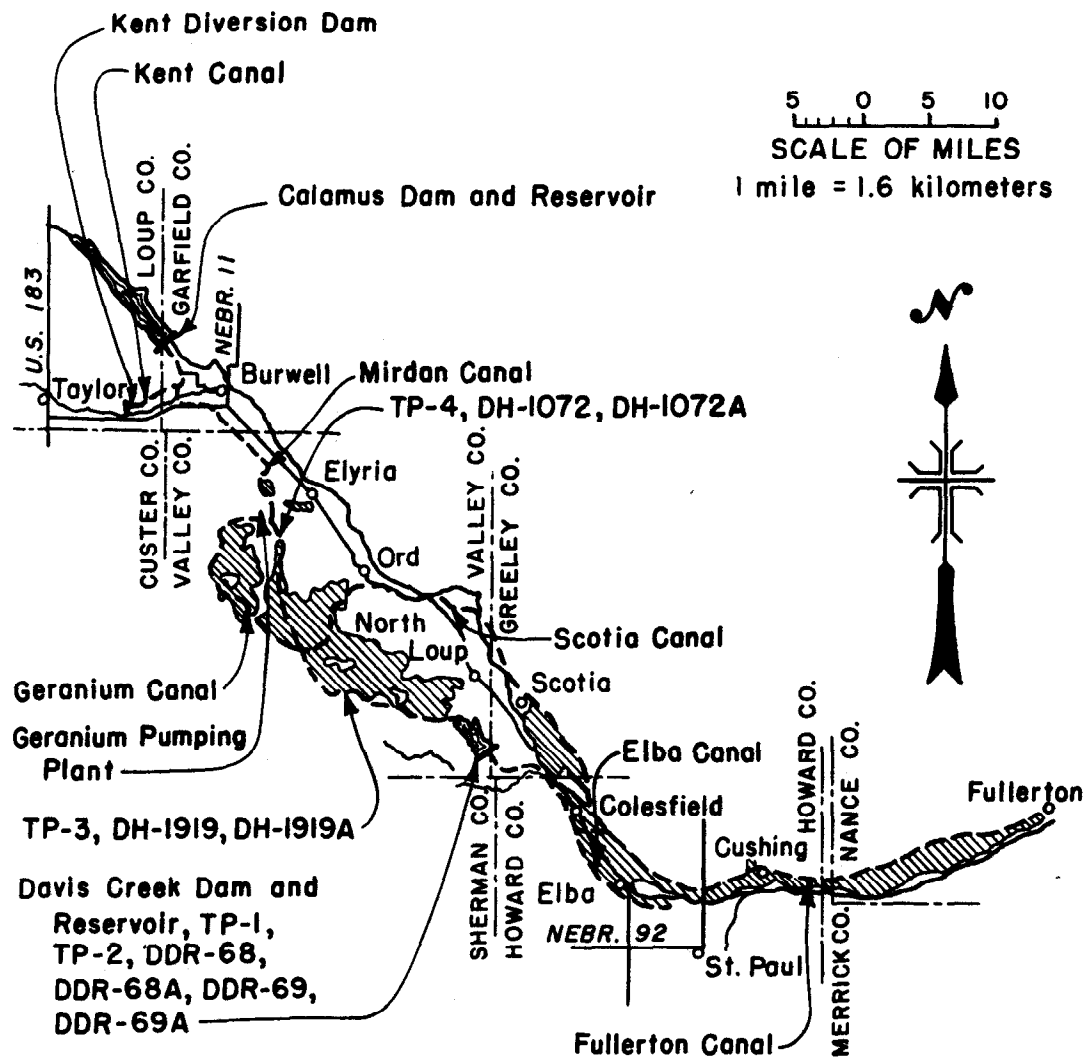 Kent Diversion Dam
Kent Canal
5 0 5 10
SCALE OF MILES
1 mile = 1.6 kilometers
LOUP CO.
GARFIELD CO.
Calamus Dam and Reservoir
NEBR. 11
U.S. 183
N
Taylor
Burwell
Mirdan Canal
TP-4, DH-1072, DH-1072A
CUSTER CO.
VALLEY CO.
Elyria
VALLEY CO.
GREELEY CO.
Ord
North
Loup
Scotia Canal
Geranium Canal
Scotia
Geranium Pumping
Plant
Elba Canal
HOWARD CO.
NANCE CO.
Colesfield
Fullerton
TP-3, DH-1919, DH-1919A
SHERMAN CO.
HOWARD CO.
Cushing
Davis Creek Dam and
Reservoir, TP-1,
TP-2, DDR-68,
DDR-68A, DDR-69,
DDR-69A
Elba
NEBR. 92
St. Paul
MERRICK CO.
Fullerton Canal